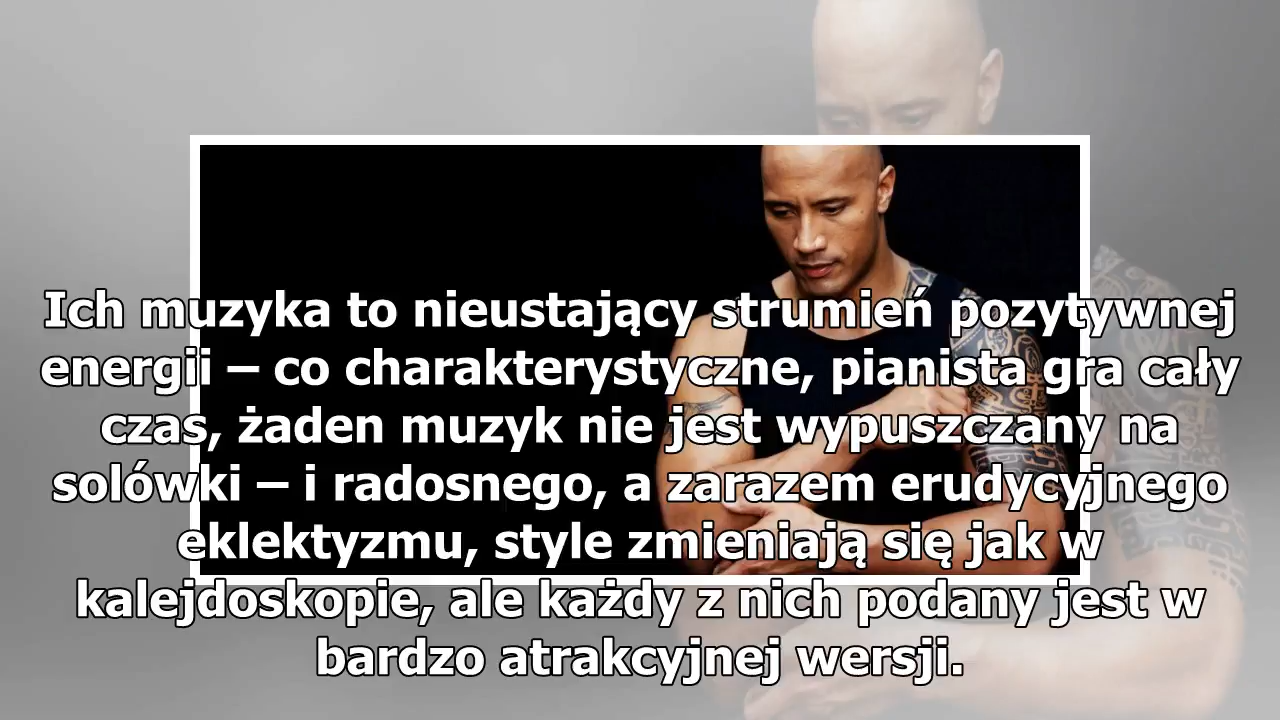 Ich muzyka to nieustający strumień pozytywnej
energii – co charakterystyczne, pianista gra cały
czas, żaden muzyk nie jest wypuszczany na
solówki – i radosnego, a zarazem erudycyjnego
eklektyzmu, style zmieniają się jak w
kalejdoskopie, ale każdy z nich podany jest w
bardzo atrakcyjnej wersji.